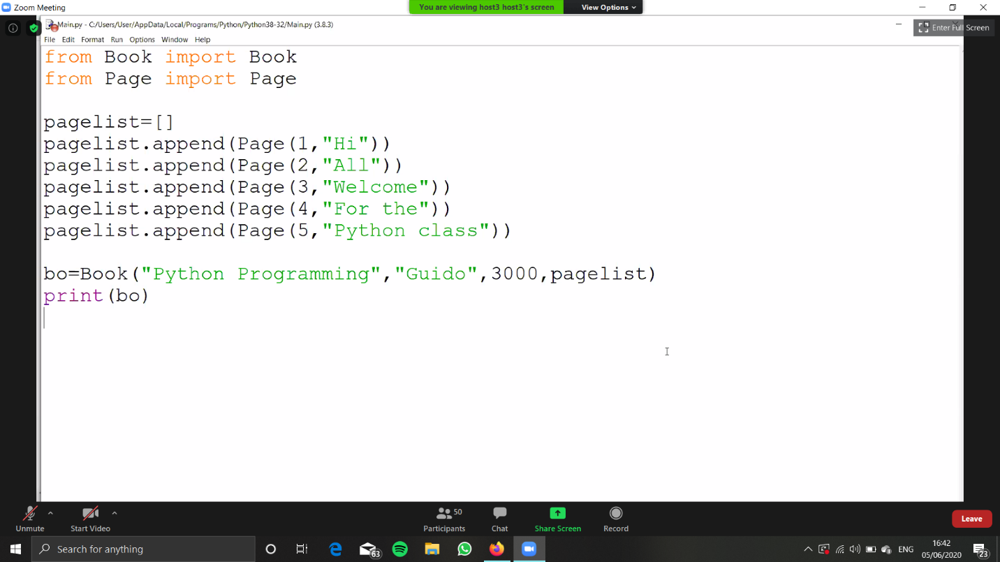 Zoom Meeting
You are viewing host3 host3's screen
View Options
Main.py - C:/Users/User/AppData/Local/Programs/Python/Python38-32/Main.py (3.8.3)
Enter Full Screen
File Edit Format Run Options Window Help
from Book import Book
from Page import Page
pagelist=[]
pagelist.append(Page(1,"Hi"))
pagelist.append(Page(2,"All"))
pagelist.append(Page(3,"Welcome"))
pagelist.append(Page(4,"For the"))
pagelist.append(Page(5,"Python class"))
bo=Book("Python Programming","Guido",3000,pagelist)
print(bo)
50
Unmute
Start Video
Participants
Chat
Share Screen
Record
Leave
Search for anything
63
ENG
16:42
05/06/2020
23